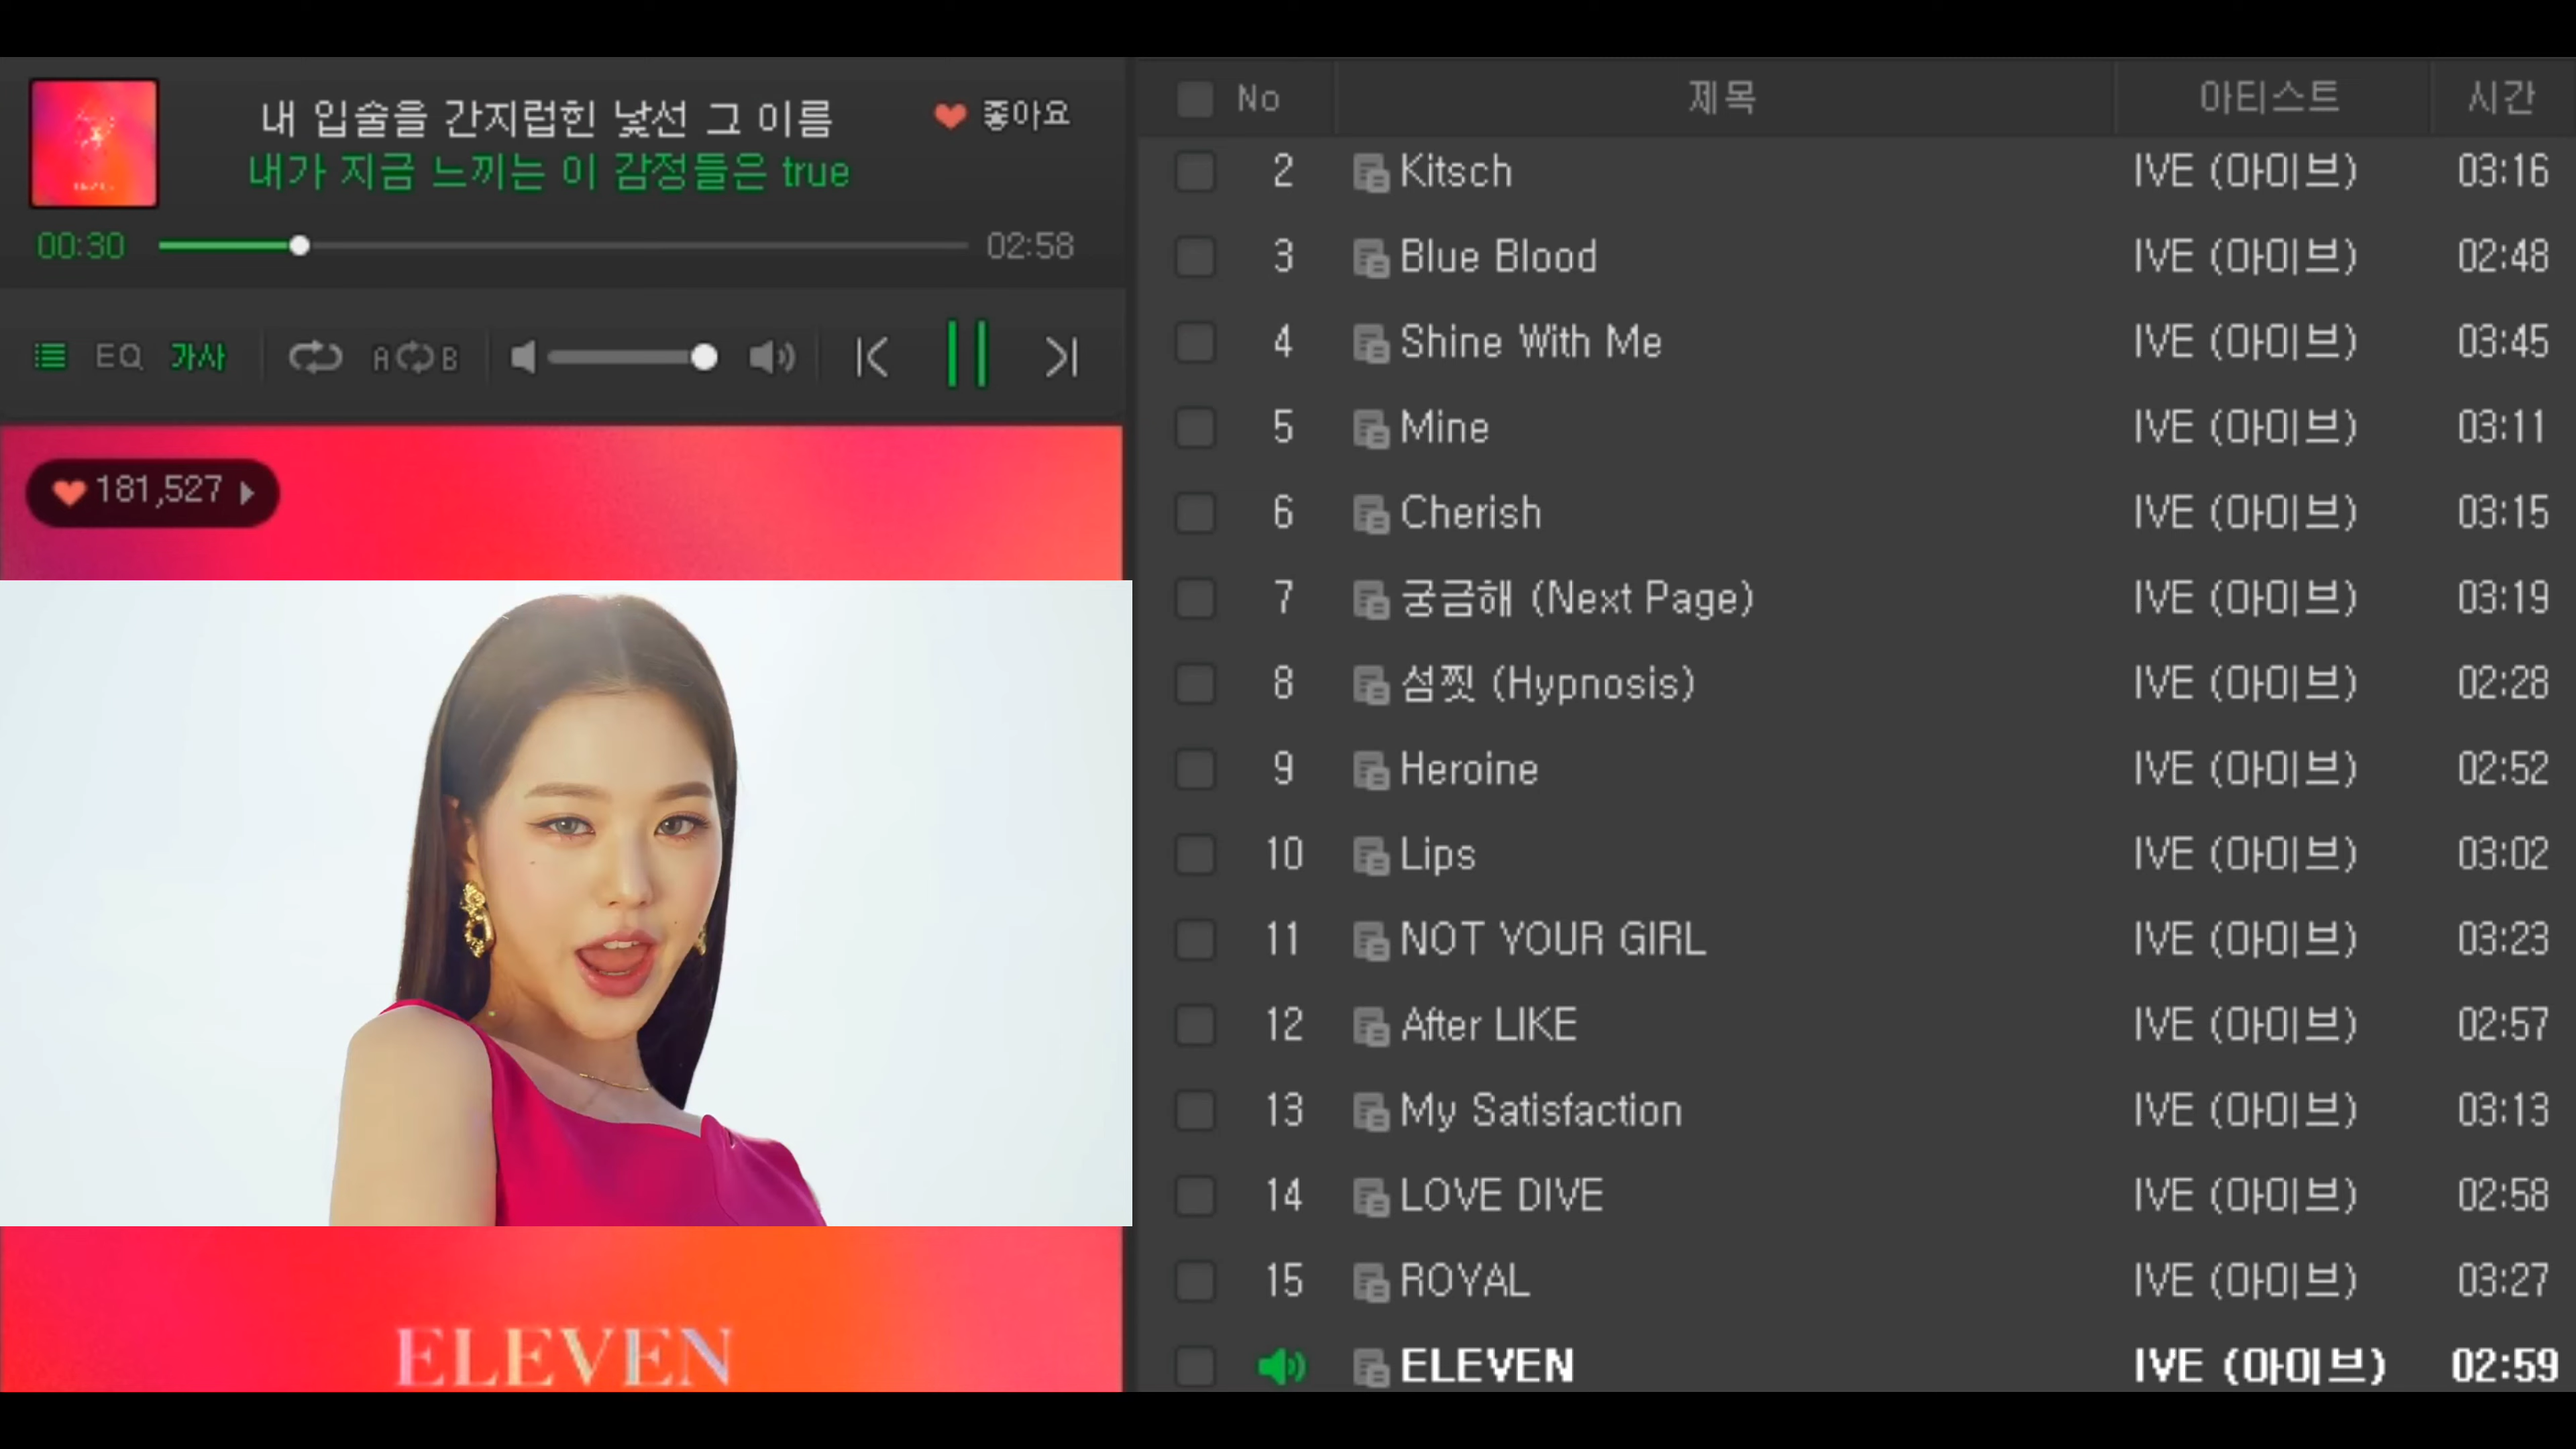 내 입술을 간지럽힌 낯선 그 이름
좋아요
내가 지금 느끼는 이 감정들은 true
00:30
02:58
EQ 가사
A B
181,527
ELEVEN
No 제목 아티스트 시간
2 Kitsch IVE (아이브) 03:16
3 Blue Blood IVE (아이브) 02:48
4 Shine With Me IVE (아이브) 03:45
5 Mine IVE (아이브) 03:11
6 Cherish IVE (아이브) 03:15
7 궁금해 (Next Page) IVE (아이브) 03:19
8 섬찟 (Hypnosis) IVE (아이브) 02:28
9 Heroine IVE (아이브) 02:52
10 Lips IVE (아이브) 03:02
11 NOT YOUR GIRL IVE (아이브) 03:23
12 After LIKE IVE (아이브) 02:57
13 My Satisfaction IVE (아이브) 03:13
14 LOVE DIVE IVE (아이브) 02:58
15 ROYAL IVE (아이브) 03:27
ELEVEN IVE (아이브) 02:59